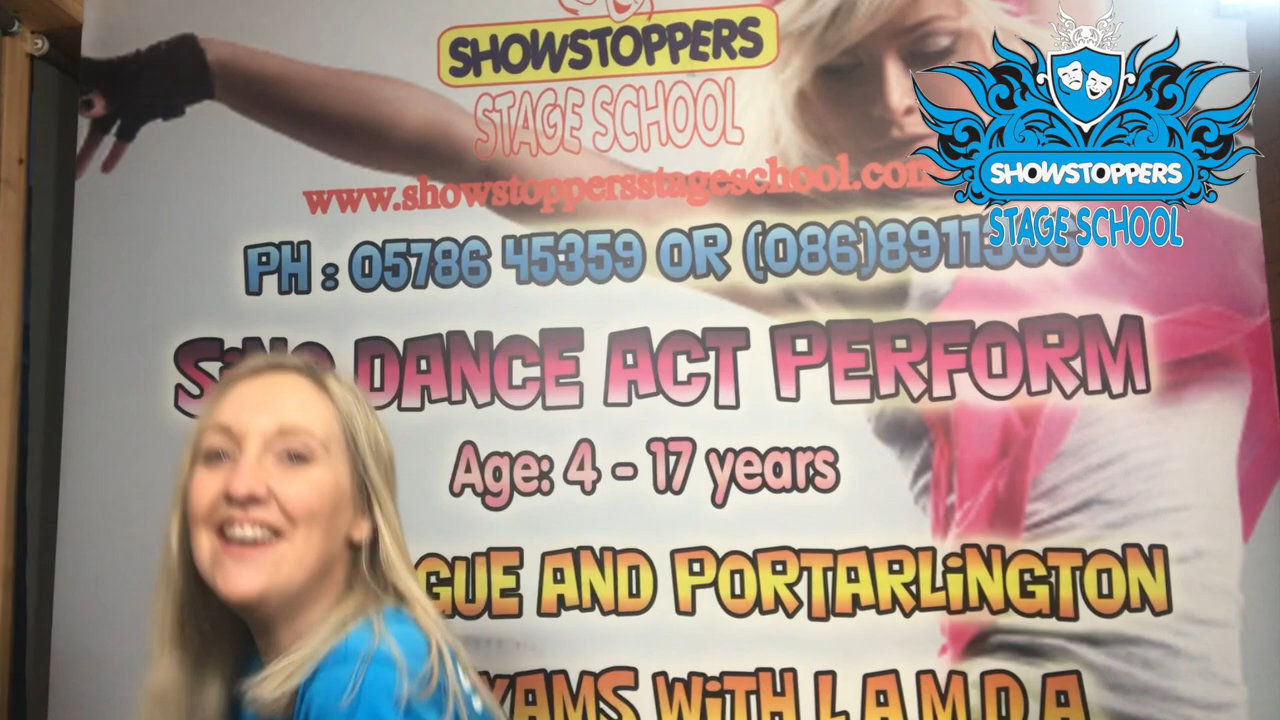 SHOWSTOPPERS
STAGE SCHOOL
www.showstoppersstageschool.com
SHOWSTOPPERS
STAGE SCHOOL
PH : 05786 45359 OR (086)8911
DANCE ACT PERFORM
Age: 4 - 17 years
GUE AND PORTARLINGTON
XAMS WITH L A M D A